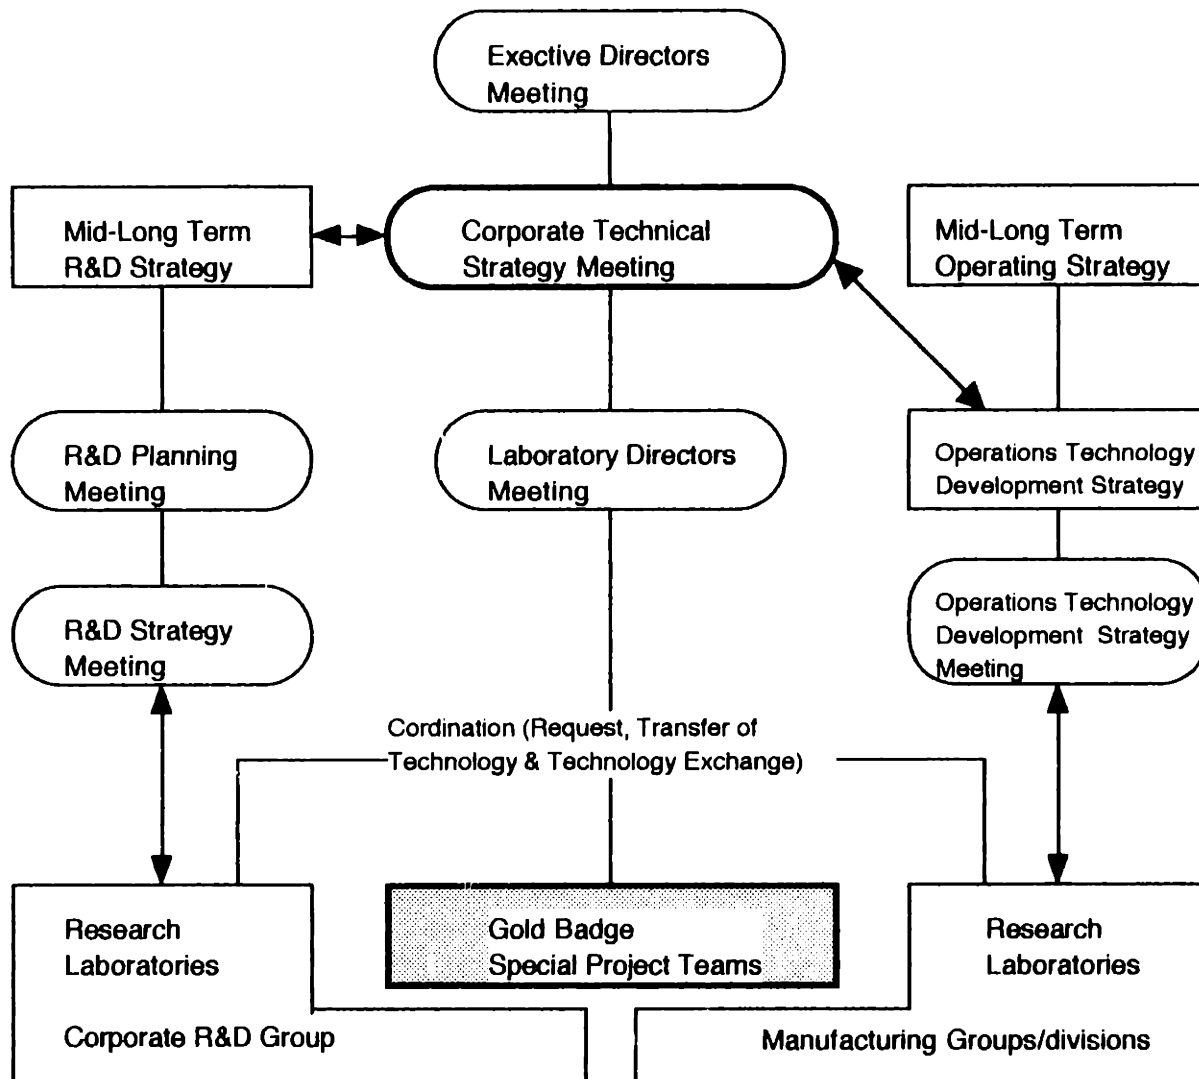 Exective Directors
Meeting
Mid-Long Term
R&D Strategy
Corporate Technical
Strategy Meeting
Mid-Long Term
Operating Strategy
R&D Planning
Meeting
Laboratory Directors
Meeting
Operations Technology
Development Strategy
R&D Strategy
Meeting
Operations Technology
Development Strategy
Meeting
Cordination (Request, Transfer of
Technology & Technology Exchange)
Research
Laboratories
Corporate R&D Group
Gold Badge
Special Project Teams
Research
Laboratories
Manufacturing Groups/divisions